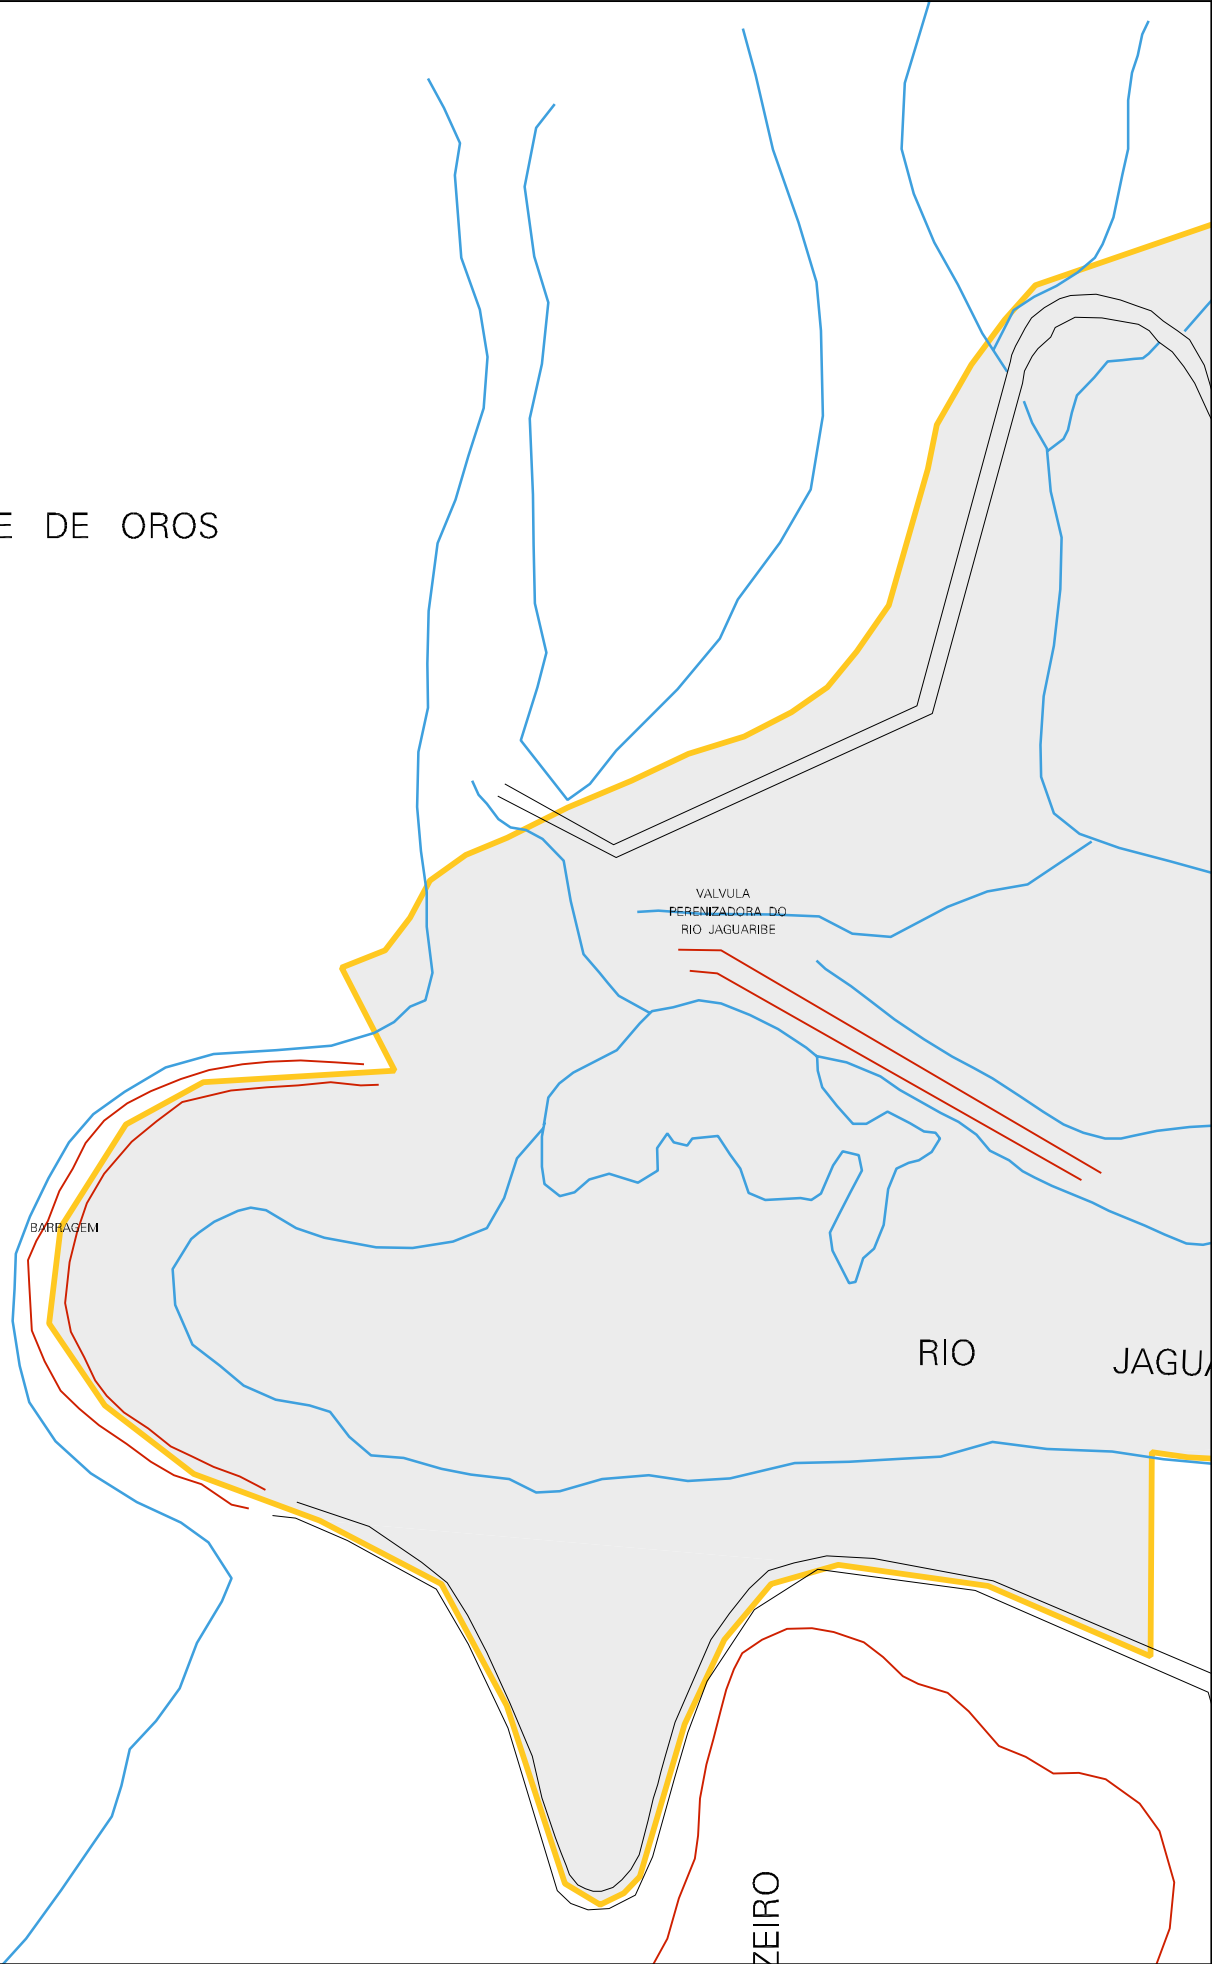 E DE OROS
VALVULA
PERENIZADORA DO
RIO JAGUARIBE
BARRAGEM
RIO JAGUA
ZEIRO